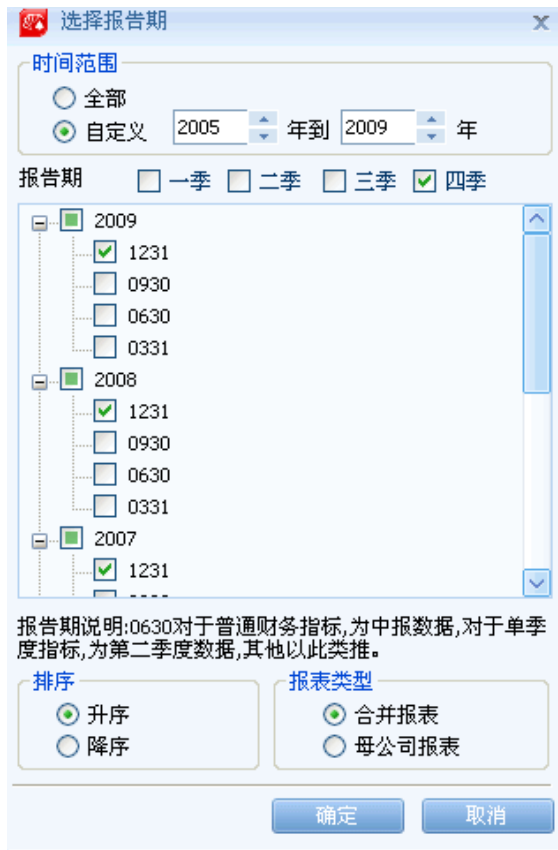 选择报告期
时间范围
全部
自定义 2005 年到 2009 年
报告期 一季 二季 三季 四季
2009
1231
0930
0630
0331
2008
1231
0930
0630
0331
2007
1231
报告期说明:0630对于普通财务指标,为中报数据,对于单季
度指标,为第二季度数据,其他以此类推。
排序 报表类型
升序 合并报表
降序 母公司报表
确定 取消